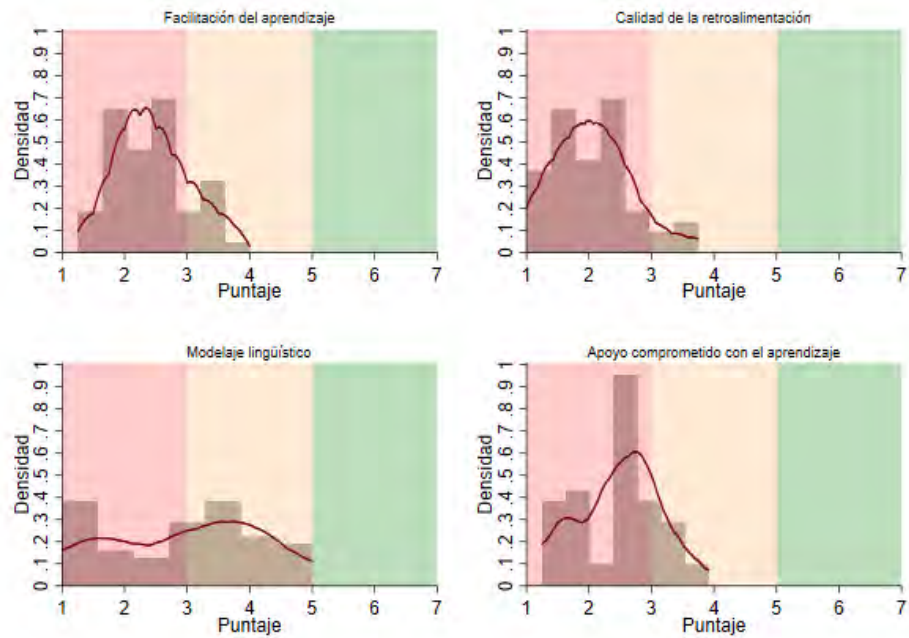 Facilitación del aprendizaje
Densidad
0 .1 .2 .3 .4 .5 .6 .7 .8 .9 1
1 2 3 4 5 6 7
Puntaje
Calidad de la retroalimentación
Densidad
0 .1 .2 .3 .4 .5 .6 .7 .8 .9 1
1 2 3 4 5 6 7
Puntaje
Modelaje lingüístico
Densidad
0 .1 .2 .3 .4 .5 .6 .7 .8 .9 1
1 2 3 4 5 6 7
Puntaje
Apoyo comprometido con el aprendizaje
Densidad
0 .1 .2 .3 .4 .5 .6 .7 .8 .9 1
1 2 3 4 5 6 7
Puntaje